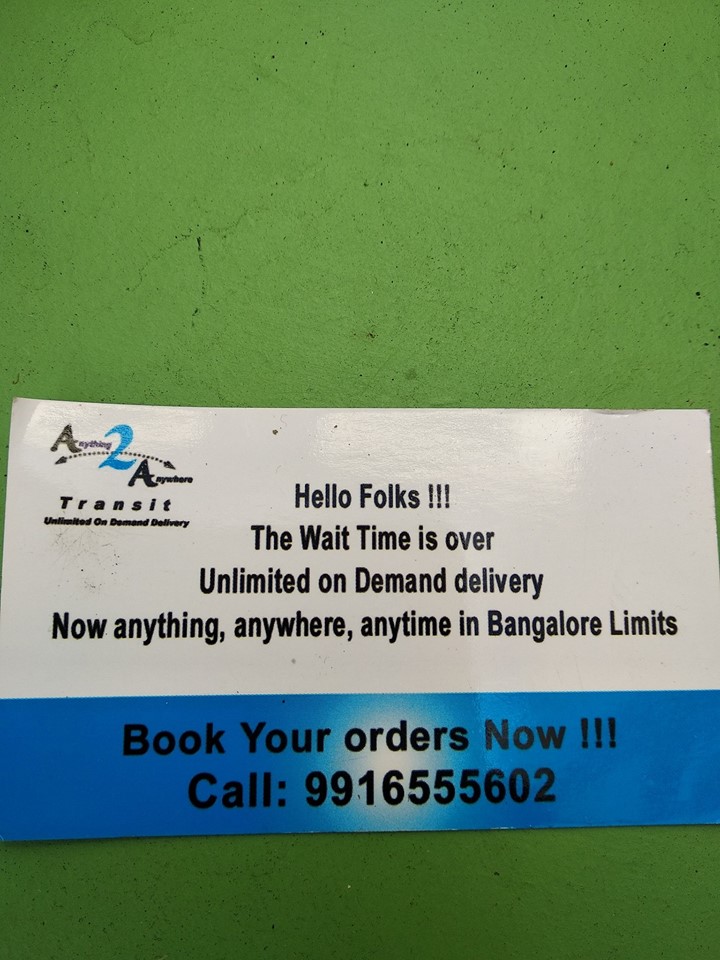 Anything 2 Anywhere
Transit
Unlimited On Demand Delivery
Hello Folks !!!
The Wait Time is over
Unlimited on Demand delivery
Now anything, anywhere, anytime in Bangalore Limits
Book Your orders Now !!!
Call: 9916555602